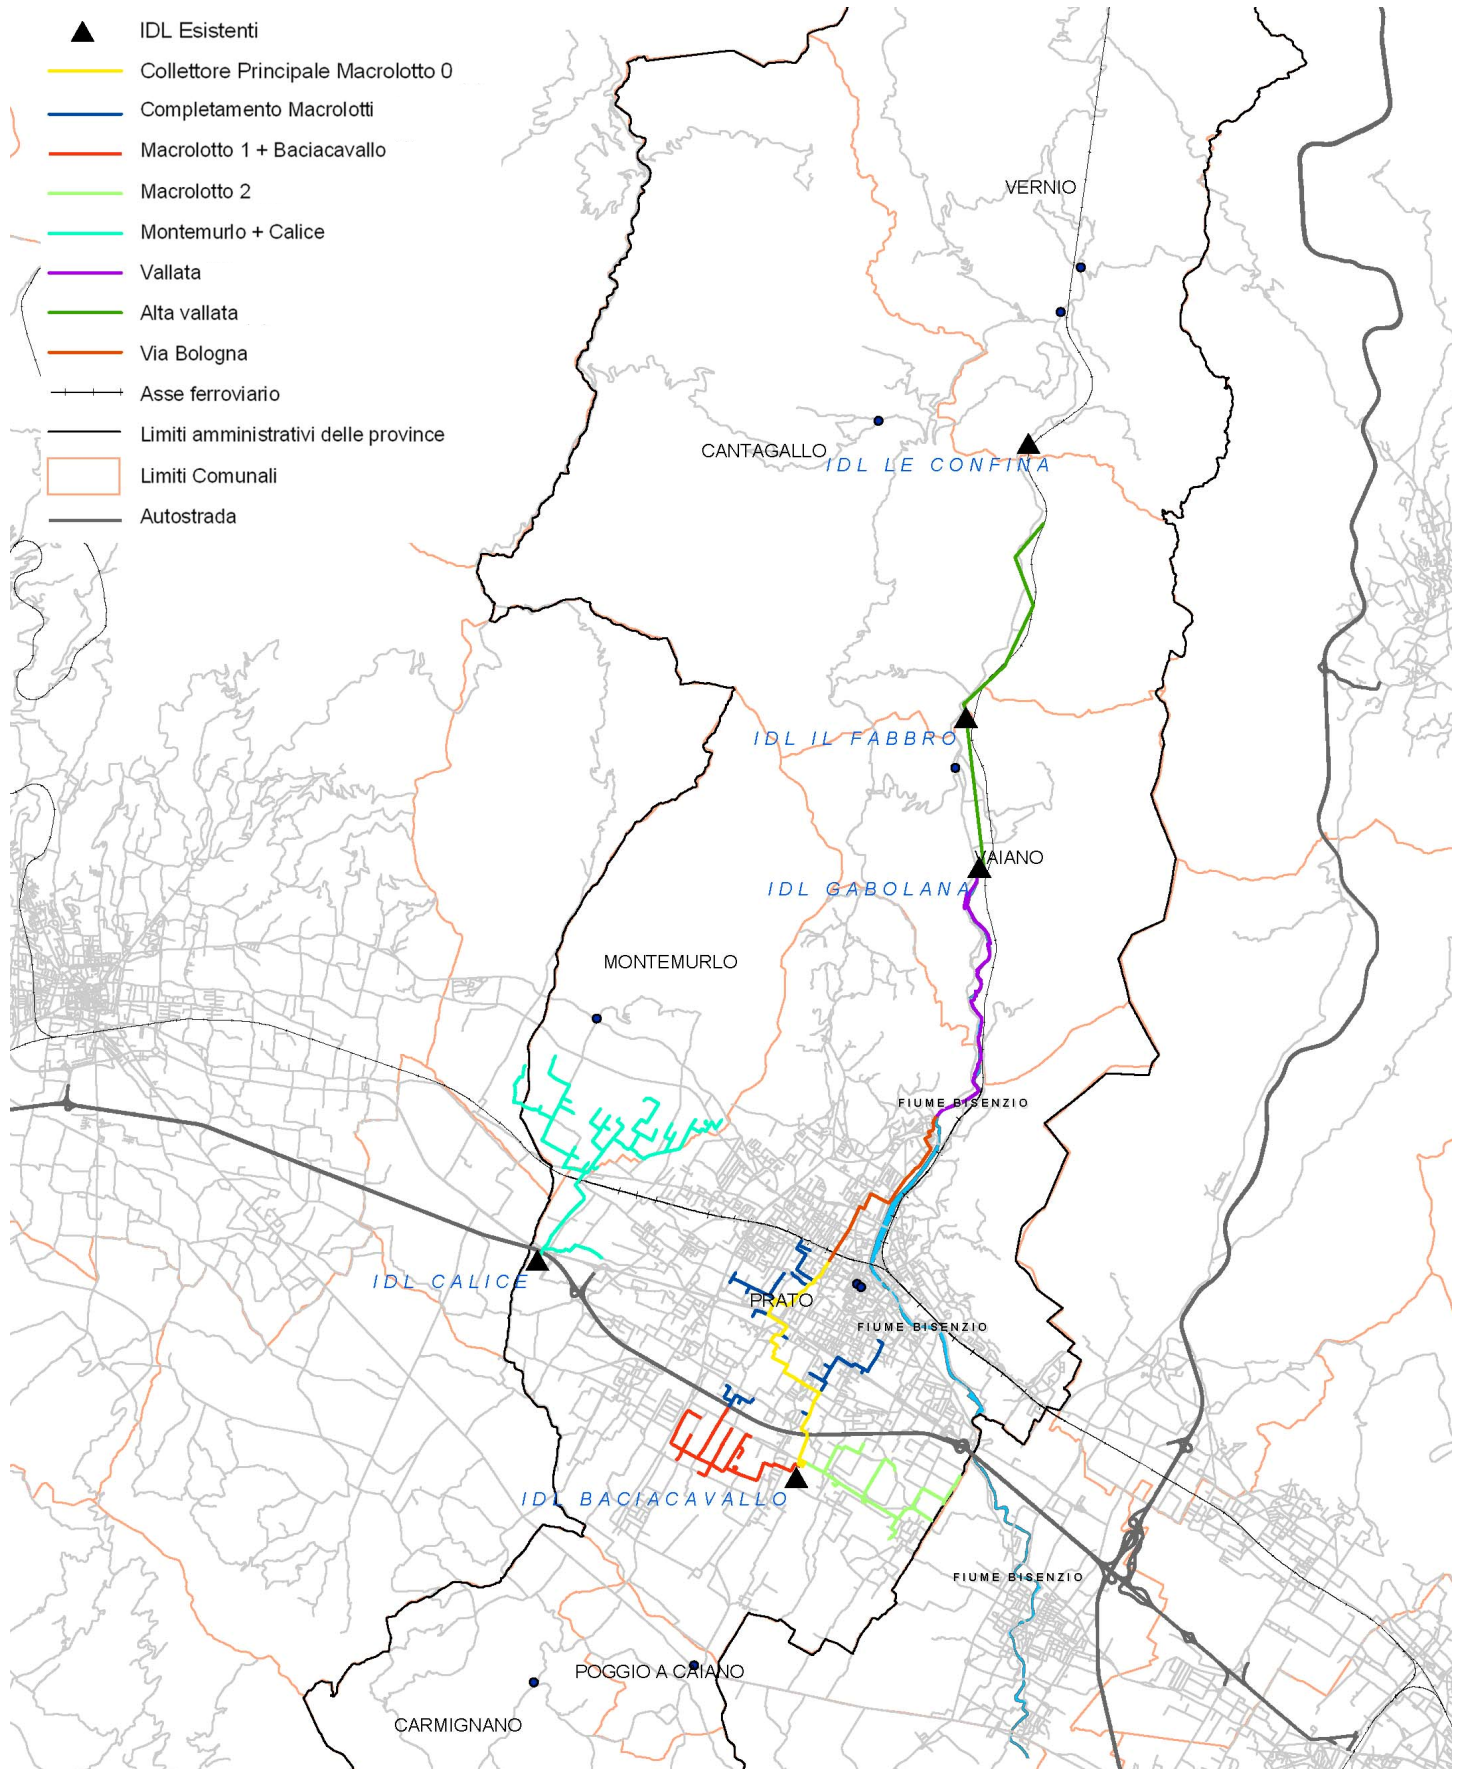 IDL Esistenti
Collettore Principale Macrolotto 0
Completamento Macrolotti
Macrolotto 1 + Baciacavallo
Macrolotto 2
Montemurlo + Calice
Vallata
Alta vallata
Via Bologna
Asse ferroviario
Limiti amministrativi delle province
Limiti Comunali
Autostrada
VERNIO
CANTAGALLO
IDL LE CONFINA
IDL IL FABBRO
VAIANO
IDL GABOLANA
MONTEMURLO
FIUME BISENZIO
IDL CALICE
PRATO
FIUME BISENZIO
IDL BACIACAVALLO
FIUME BISENZIO
POGGIO A CAIANO
CARMIGNANO